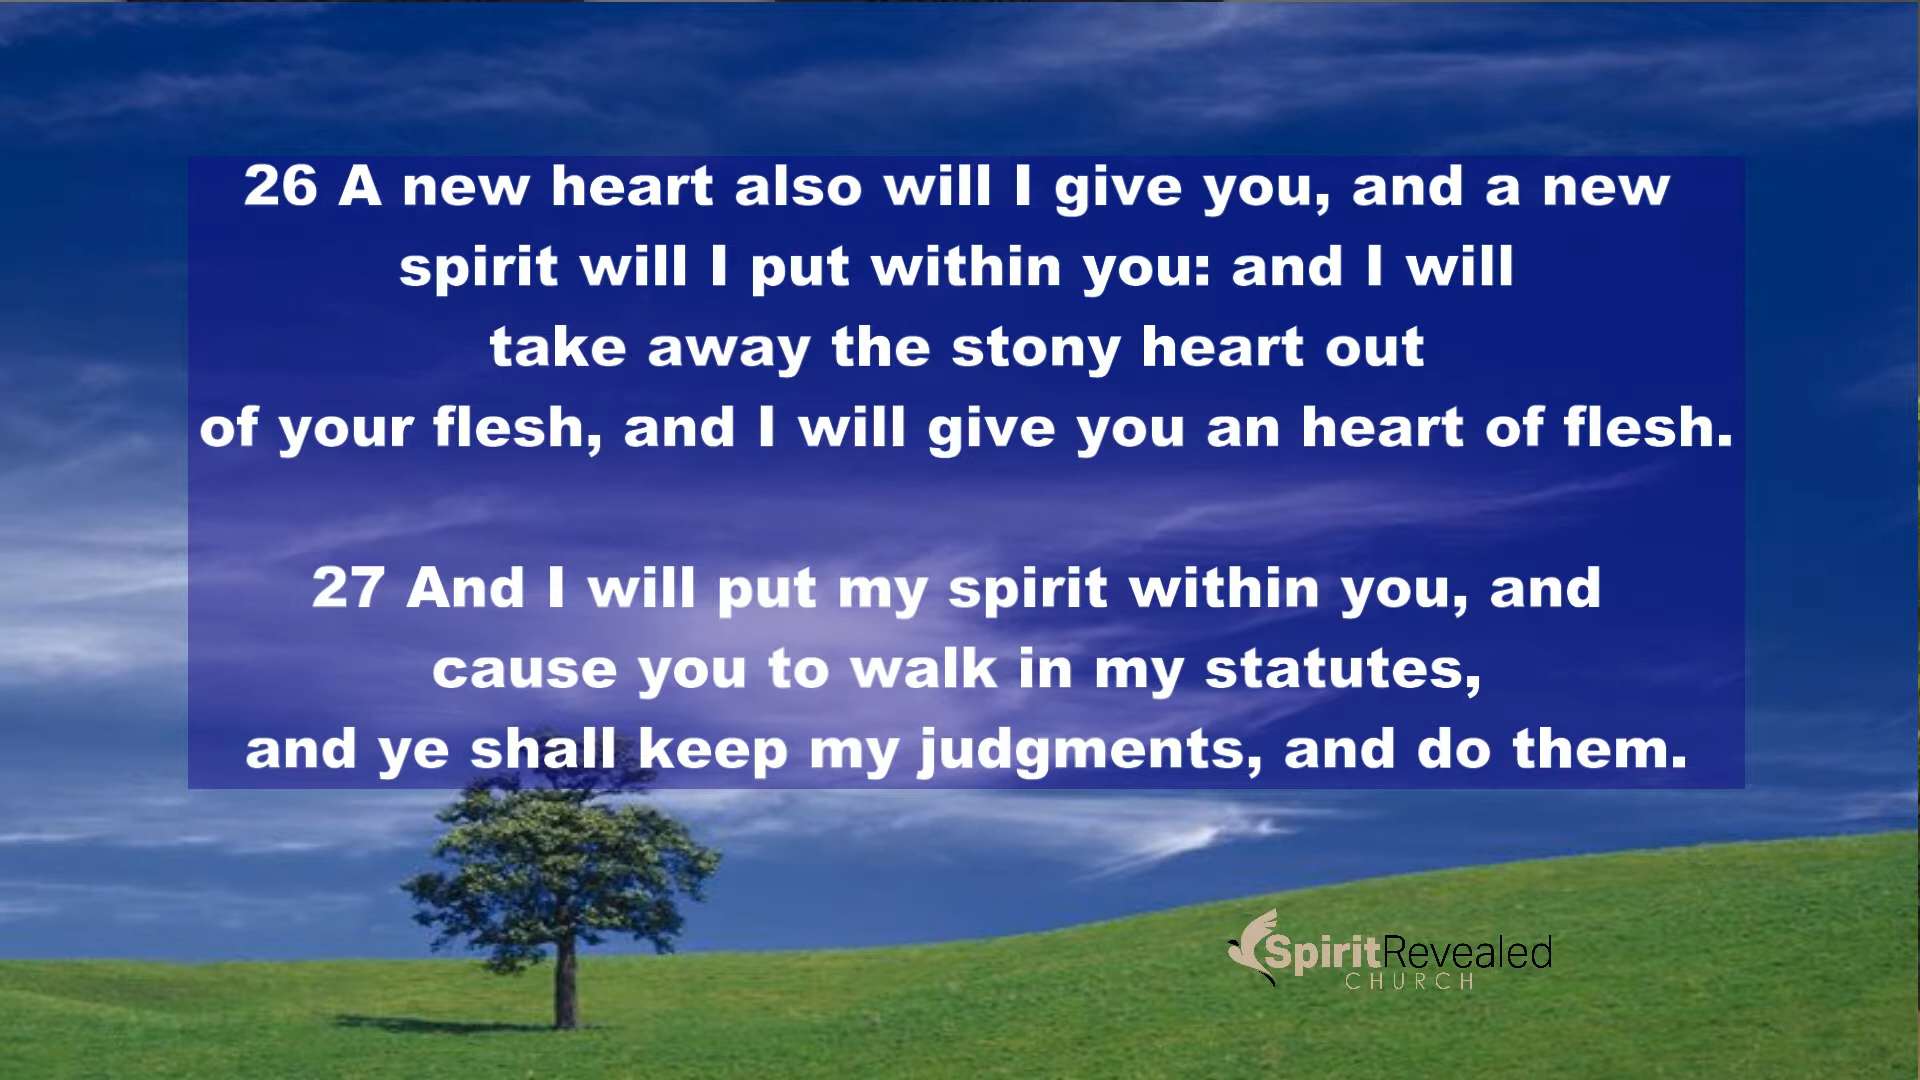 26 A new heart also will I give you, and a new
spirit will I put within you: and I will
take away the stony heart out
of your flesh, and I will give you an heart of flesh.
27 And I will put my spirit within you, and
cause you to walk in my statutes,
and ye shall keep my judgments, and do them.
SpiritRevealed
CHURCH